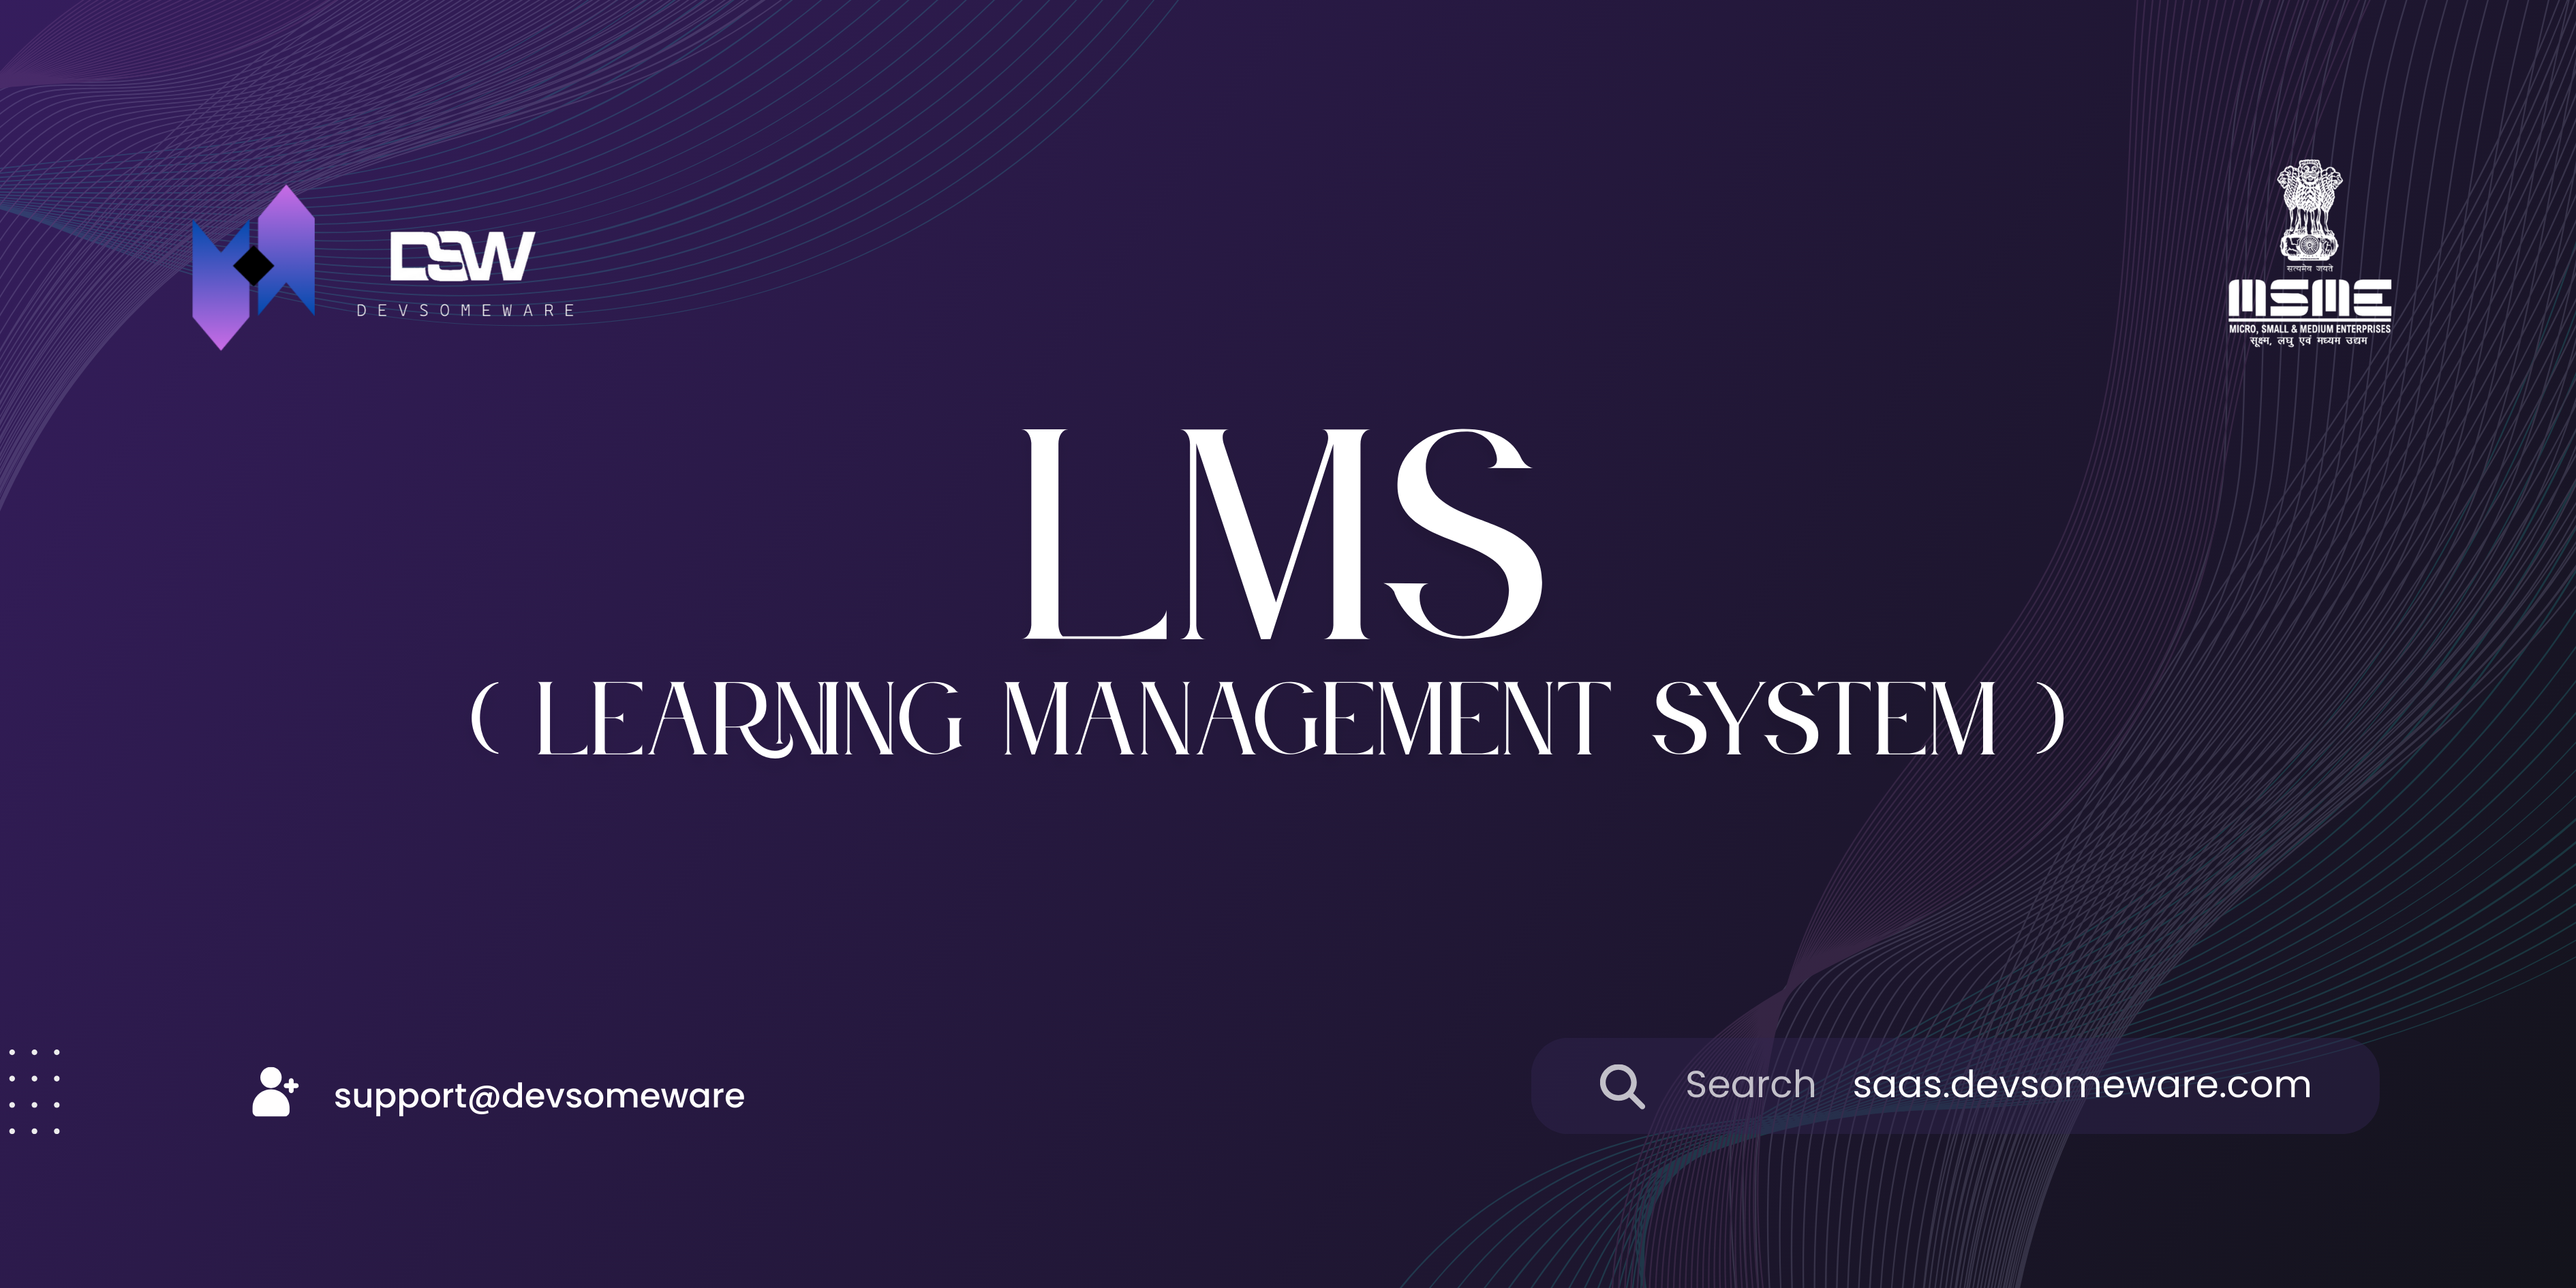 DSW
DEVSOMEWARE
सत्यमेव जयते
MSME
MICRO, SMALL & MEDIUM ENTERPRISES
सूक्ष्म, लघु एवं मध्यम उद्यम
LMS
( LEARNING MANAGEMENT SYSTEM )
support@devsomeware
Search saas.devsomeware.com